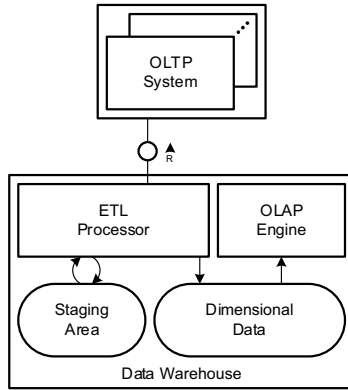 OLTP
System
R
ETL
Processor
OLAP
Engine
Staging
Area
Dimensional
Data
Data Warehouse